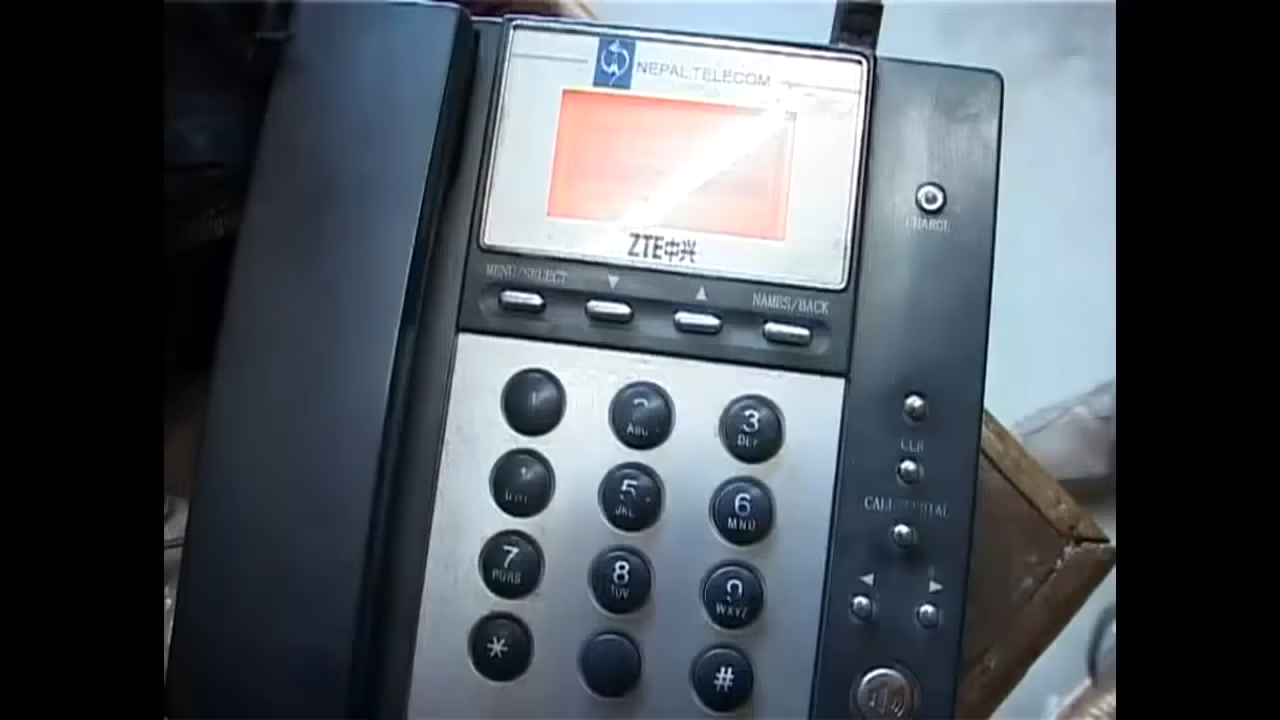 NEPAL TELECOM
ZTE中兴
CHARGE
MENU/SELECT ▼ ▲ NAMES/BACK
1 2 ABC 3 DEF
CLR
5 JKL 6 MNO
7 PQRS 8 TUV 9 WXYZ
◀ ▶
* #